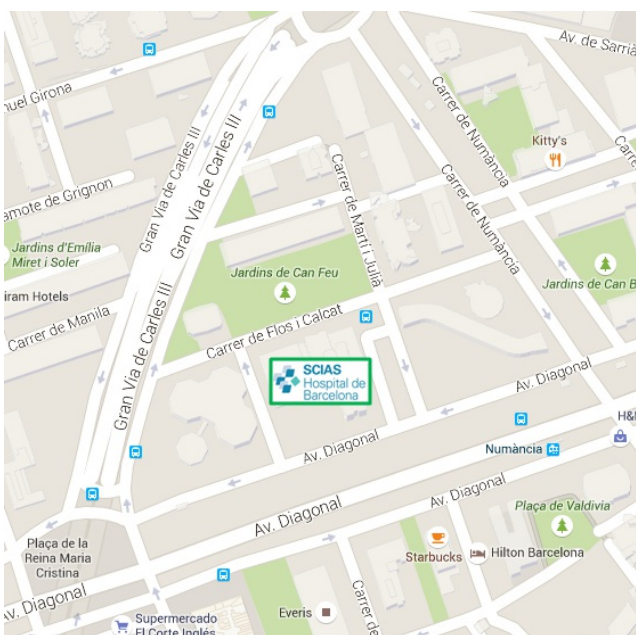 Av. de Sarrià
nuel Girona
Kitty's
Gran Via de Carles III
Gran Via de Carles III
Carrer de Numància
Carrer de Numància
Carrer de Martí i Julià
amote de Grignon
Jardins d'Emília
Miret i Soler
Jardins de Can Feu
Jardins de Can B
iram Hotels
Carrer de Manila
Carrer de Flos i Calcat
Gran Via de Carles III
SCIAS
Hospital de
Barcelona
Av. Diagonal
H&
Av. Diagonal
Numància
Av. Diagonal
Av. Diagonal
Plaça de Valdivia
Plaça de la
Reina Maria
Cristina
Starbucks
Hilton Barcelona
Av. Diagonal
Everis
Carrer de
Supermercado
El Corte Inglés